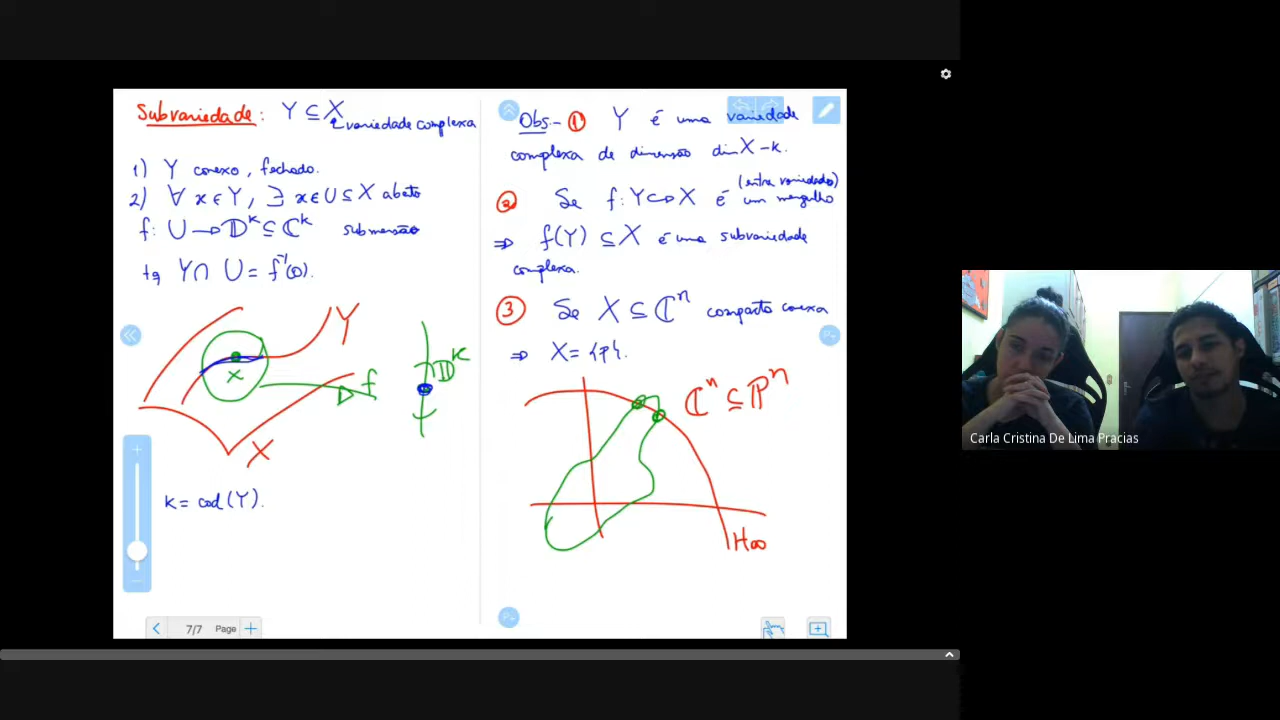 Subvariedade: Y ⊆ X
variedade complexa
1) Y conexo, fechado.
2) ∀ x ∈ Y, ∃ x ∈ U ⊆ X aberto
f: U → 𝔻^k ⊆ ℂ^k submersão
tq Y ∩ U = f^{-1}(0).
Y
𝔻^k
x
f
X
k = cod(Y).
7/7 Page
Obs.- ① Y é uma variedade
complexa de dimensão dim X - k.
(entre variedades)
② Se f: Y ↪ X é um mergulho
⇒ f(Y) ⊆ X é uma subvariedade
complexa.
③ Se X ⊆ ℂ^n compacta conexa
⇒ X = {p}.
ℂ^n ⊆ ℙ^n
H∞
Carla Cristina De Lima Pracias